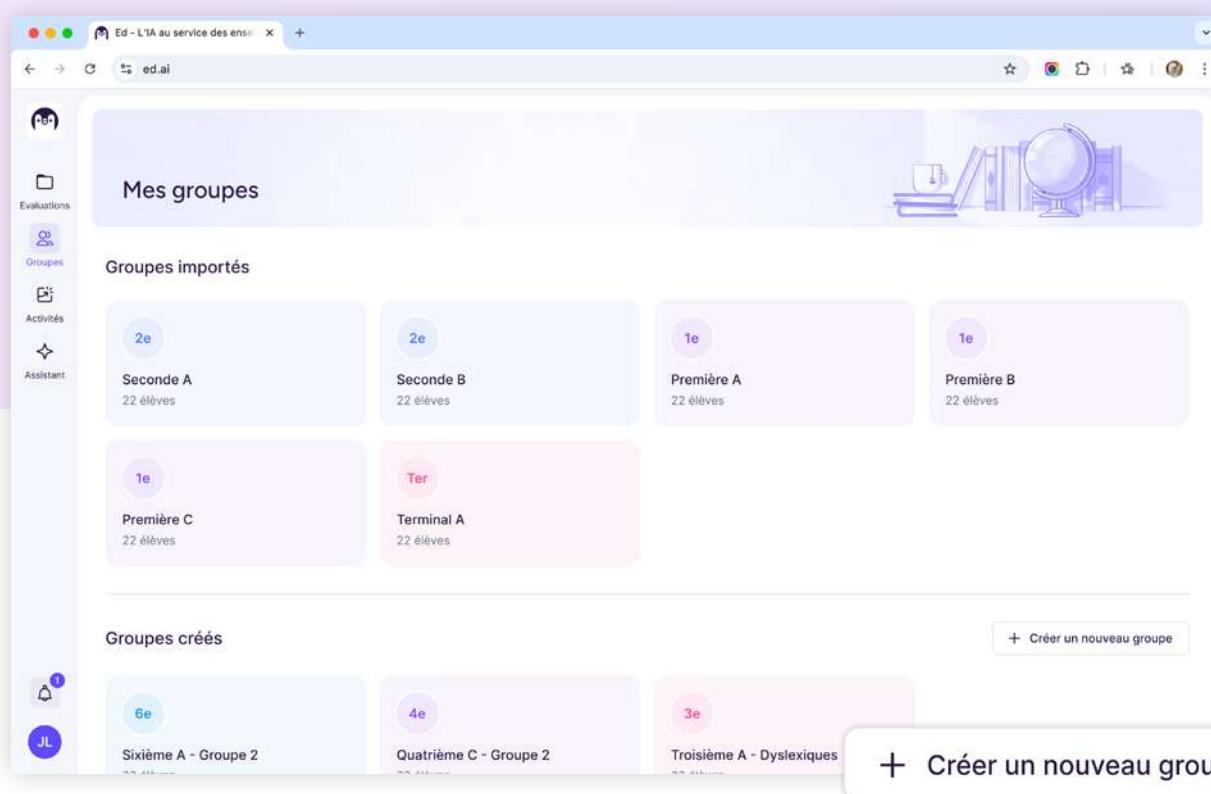 Ed - L'IA au service des ense
ed.ai
Evaluations
Groupes
Activités
Assistant
1
JL
Mes groupes
Groupes importés
2e
Seconde A
22 élèves
2e
Seconde B
22 élèves
1e
Première A
22 élèves
1e
Première B
22 élèves
1e
Première C
22 élèves
Ter
Terminal A
22 élèves
Groupes créés
+ Créer un nouveau groupe
6e
Sixième A - Groupe 2
4e
Quatrième C - Groupe 2
3e
Troisième A - Dyslexiques
+ Créer un nouveau grou